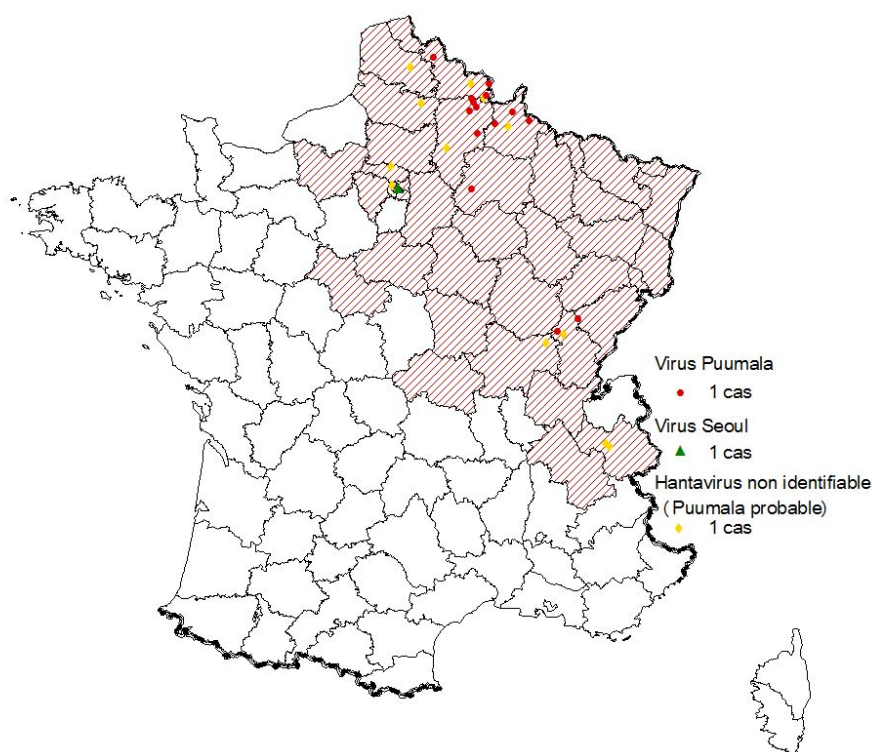 Virus Puumala
1 cas
Virus Seoul
1 cas
Hantavirus non identifiable
(Puumala probable)
1 cas